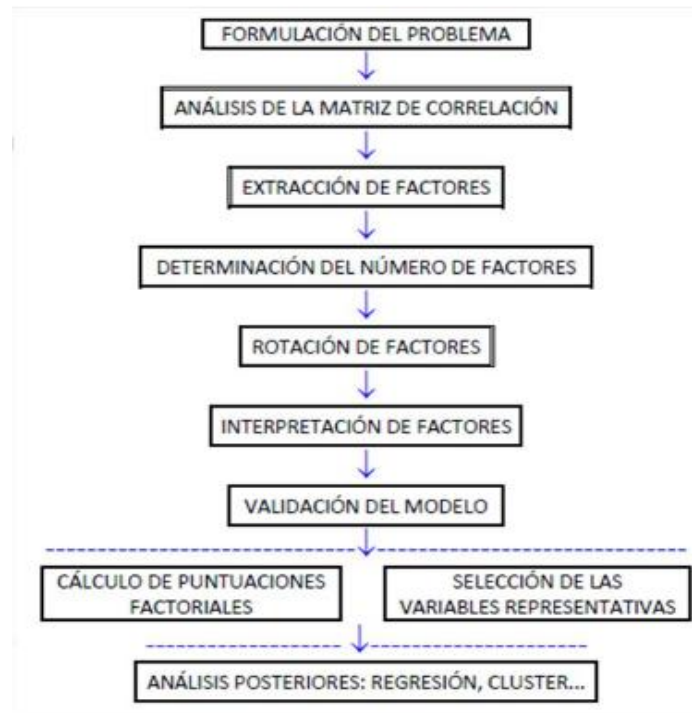 FORMULACIÓN DEL PROBLEMA
ANÁLISIS DE LA MATRIZ DE CORRELACIÓN
EXTRACCIÓN DE FACTORES
DETERMINACIÓN DEL NÚMERO DE FACTORES
ROTACIÓN DE FACTORES
INTERPRETACIÓN DE FACTORES
VALIDACIÓN DEL MODELO
CÁLCULO DE PUNTUACIONES
FACTORIALES
SELECCIÓN DE LAS
VARIABLES REPRESENTATIVAS
ANÁLISIS POSTERIORES: REGRESIÓN, CLUSTER...